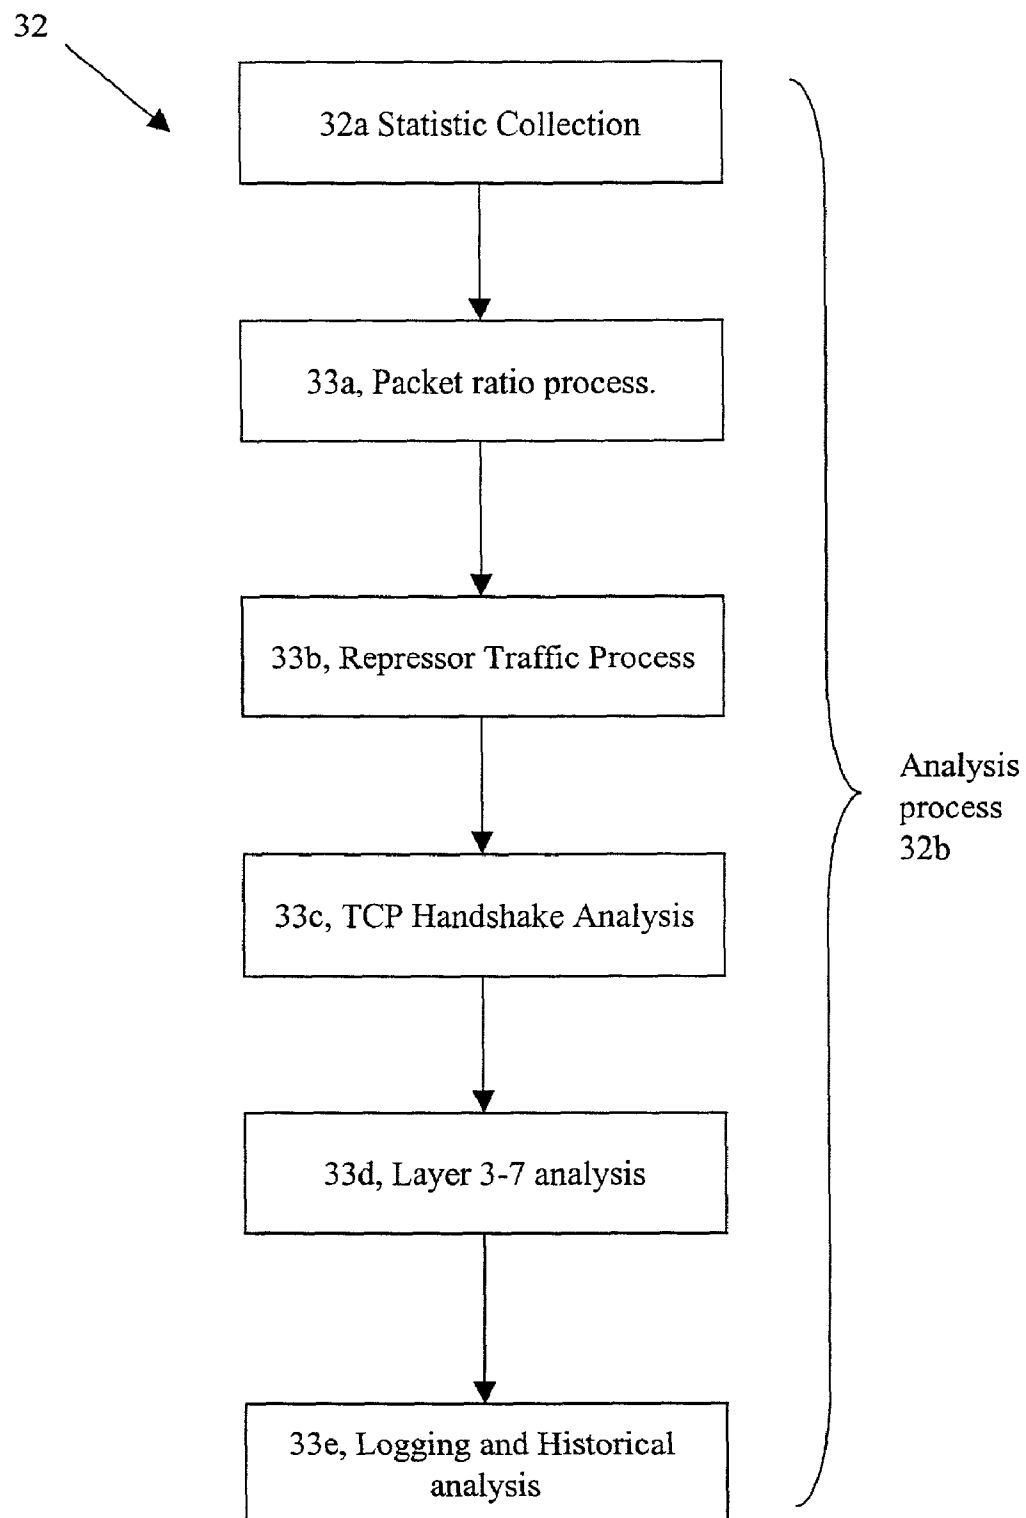 32
32a Statistic Collection
33a, Packet ratio process.
33b, Repressor Traffic Process
33c, TCP Handshake Analysis
Analysis
process
32b
33d, Layer 3-7 analysis
33e, Logging and Historical
analysis